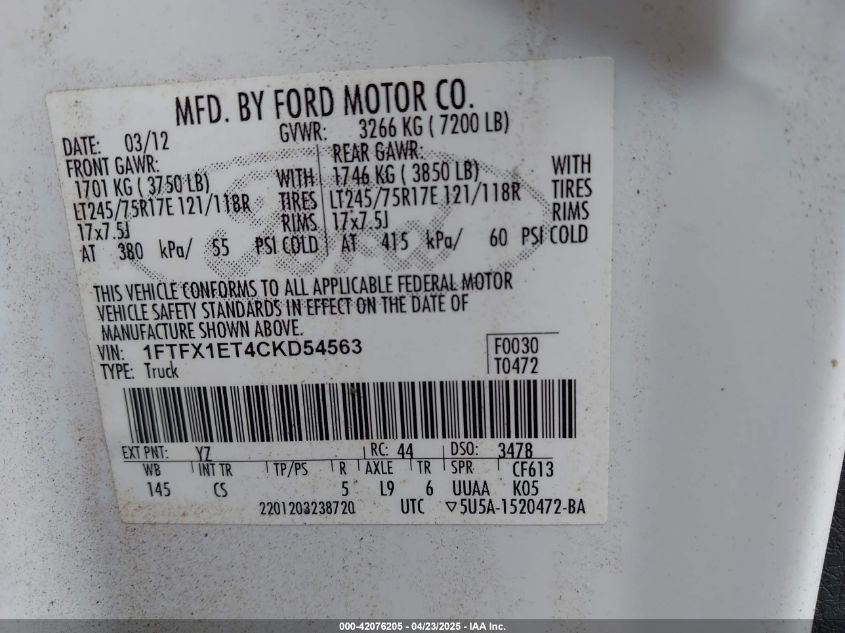 MFD. BY FORD MOTOR CO.
DATE: 03/12 GVWR: 3266 KG ( 7200 LB)
FRONT GAWR: REAR GAWR:
1701 KG ( 3750 LB) WITH 1746 KG ( 3850 LB) WITH
LT245/75R17E 121/118R TIRES LT245/75R17E 121/118R TIRES
17x7.5J RIMS 17x7.5J RIMS
AT 380 kPa/ 55 PSI COLD AT 415 kPa/ 60 PSI COLD
Ford
THIS VEHICLE CONFORMS TO ALL APPLICABLE FEDERAL MOTOR
VEHICLE SAFETY STANDARDS IN EFFECT ON THE DATE OF
MANUFACTURE SHOWN ABOVE.
VIN: 1FTFX1ET4CKD54563 F0030
TYPE: Truck T0472
EXT PNT: YZ RC: 44 DSO: 3478
WB INT TR TP/PS R AXLE TR SPR CF613
145 CS 5 L9 6 UUAA K05
2201203238720 UTC ▽5U5A-1520472-BA
000-42076205 - 04/23/2025 - IAA Inc.